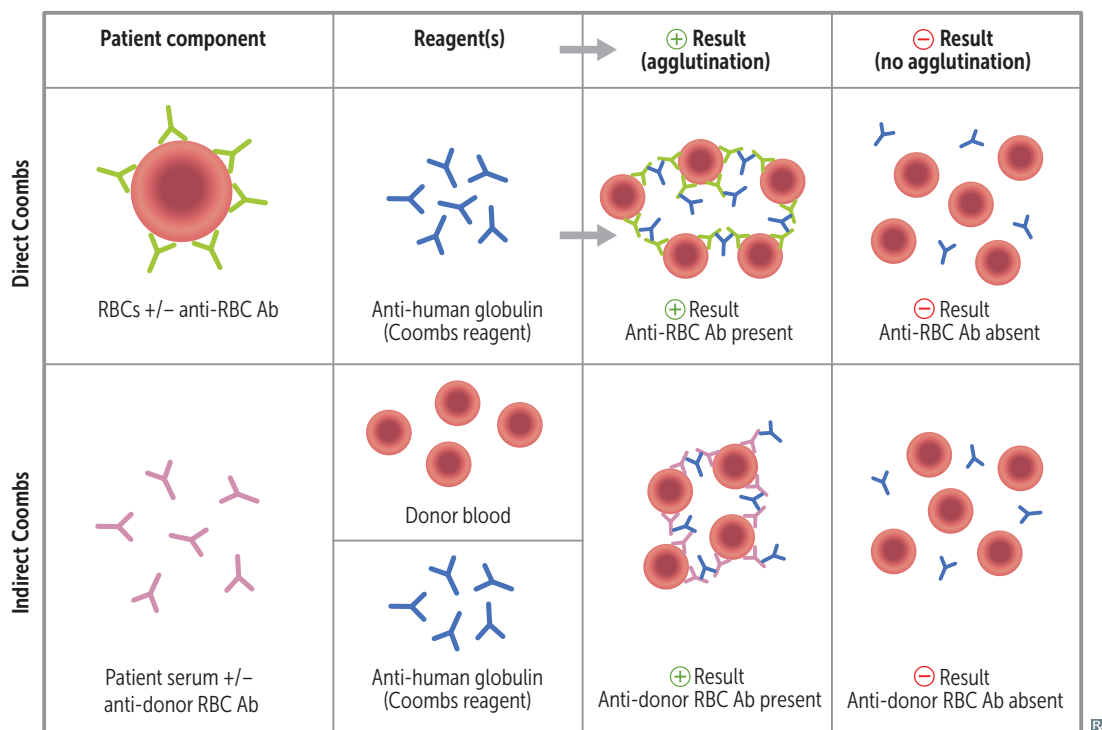 Patient component
Reagent(s)
⊕ Result
(agglutination)
⊖ Result
(no agglutination)
Direct Coombs
RBCs +/– anti-RBC Ab
Anti-human globulin
(Coombs reagent)
⊕ Result
Anti-RBC Ab present
⊖ Result
Anti-RBC Ab absent
Indirect Coombs
Patient serum +/–
anti-donor RBC Ab
Donor blood
Anti-human globulin
(Coombs reagent)
⊕ Result
Anti-donor RBC Ab present
⊖ Result
Anti-donor RBC Ab absent
R